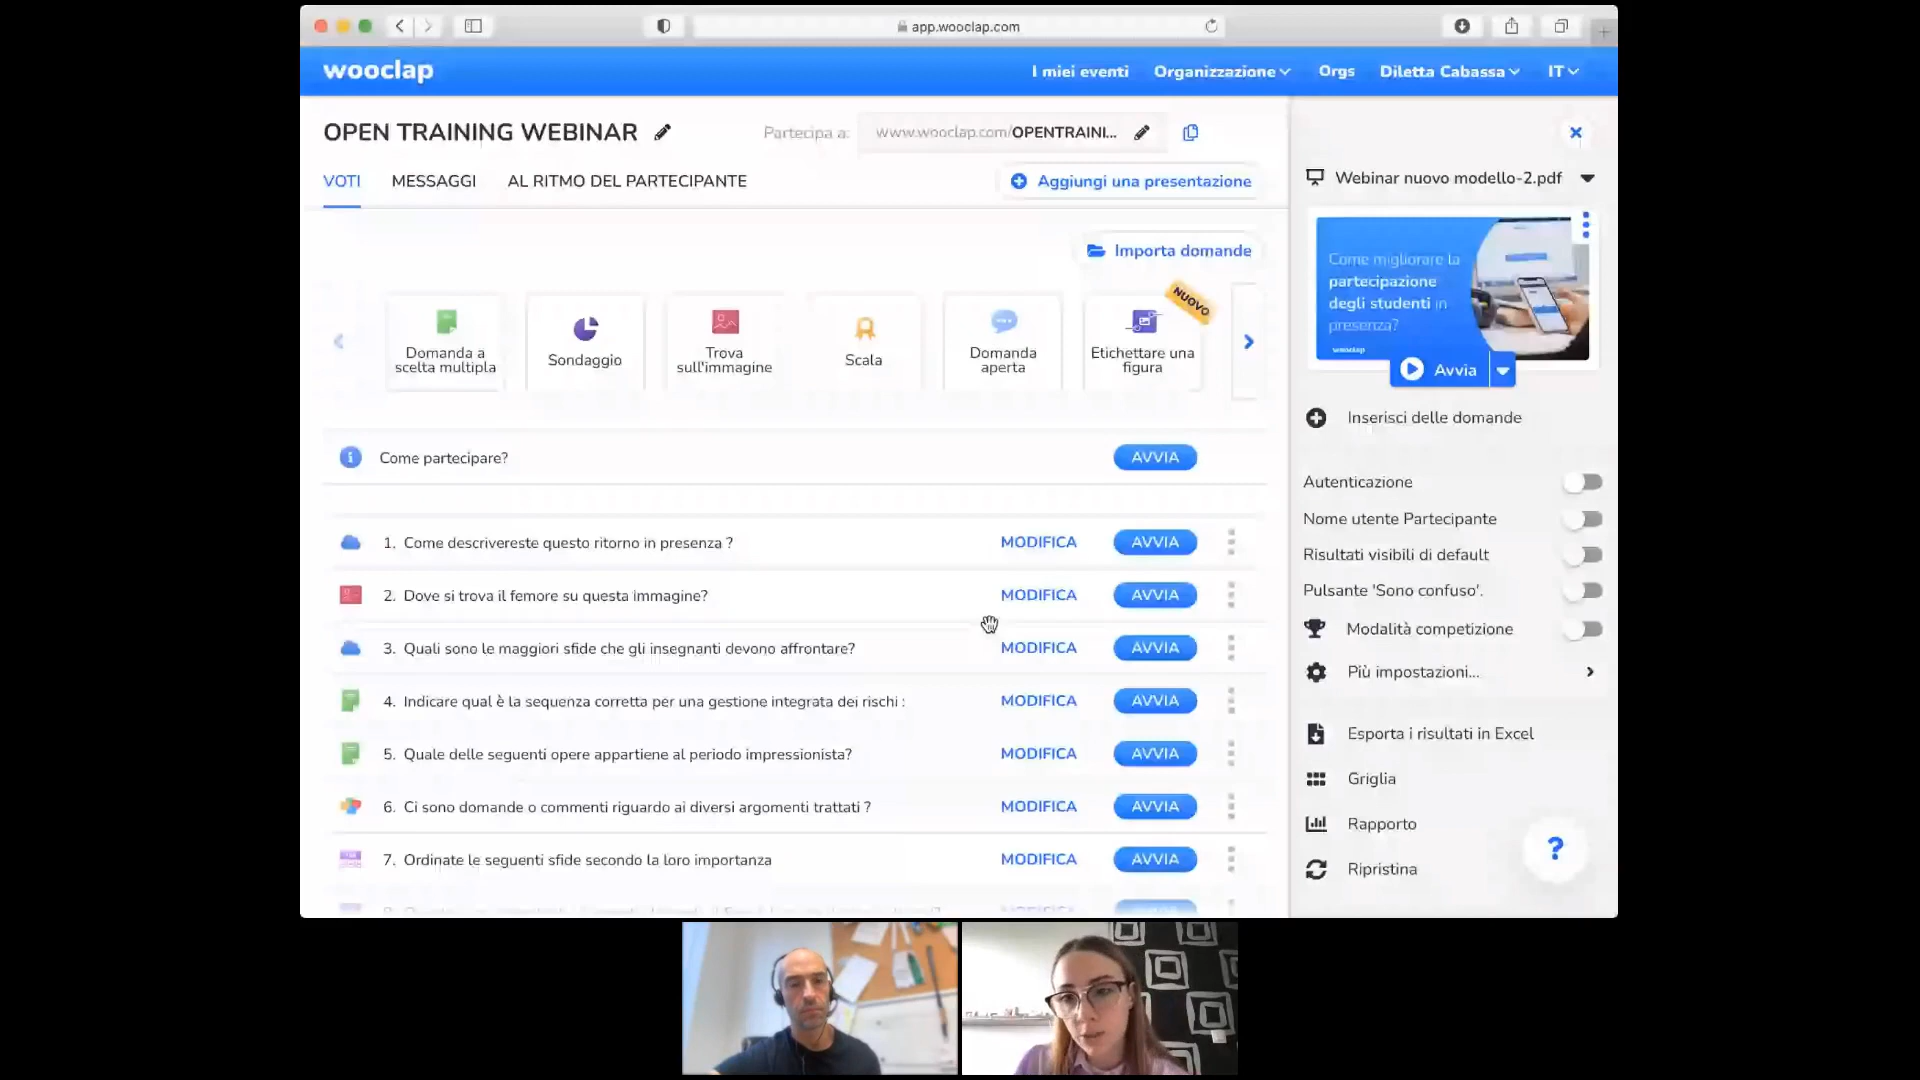 app.wooclap.com
wooclap
I miei eventi
Organizzazione
Orgs
Diletta Cabassa
IT
OPEN TRAINING WEBINAR
Partecipa a:
www.wooclap.com/OPENTRAINI...
VOTI
MESSAGGI
AL RITMO DEL PARTECIPANTE
Aggiungi una presentazione
Importa domande
Domanda a
scelta multipla
Sondaggio
Trova
sull'immagine
Scala
Domanda
aperta
NUOVO
Etichettare una
figura
Come partecipare?
AVVIA
1. Come descrivereste questo ritorno in presenza ?
MODIFICA
AVVIA
2. Dove si trova il femore su questa immagine?
MODIFICA
AVVIA
3. Quali sono le maggiori sfide che gli insegnanti devono affrontare?
MODIFICA
AVVIA
4. Indicare qual è la sequenza corretta per una gestione integrata dei rischi :
MODIFICA
AVVIA
5. Quale delle seguenti opere appartiene al periodo impressionista?
MODIFICA
AVVIA
6. Ci sono domande o commenti riguardo ai diversi argomenti trattati ?
MODIFICA
AVVIA
7. Ordinate le seguenti sfide secondo la loro importanza
MODIFICA
AVVIA
Webinar nuovo modello-2.pdf
Come migliorare la
partecipazione
degli studenti in
presenza?
wooclap
Avvia
Inserisci delle domande
Autenticazione
Nome utente Partecipante
Risultati visibili di default
Pulsante 'Sono confuso'.
Modalità competizione
Più impostazioni...
Esporta i risultati in Excel
Griglia
Rapporto
Ripristina
?